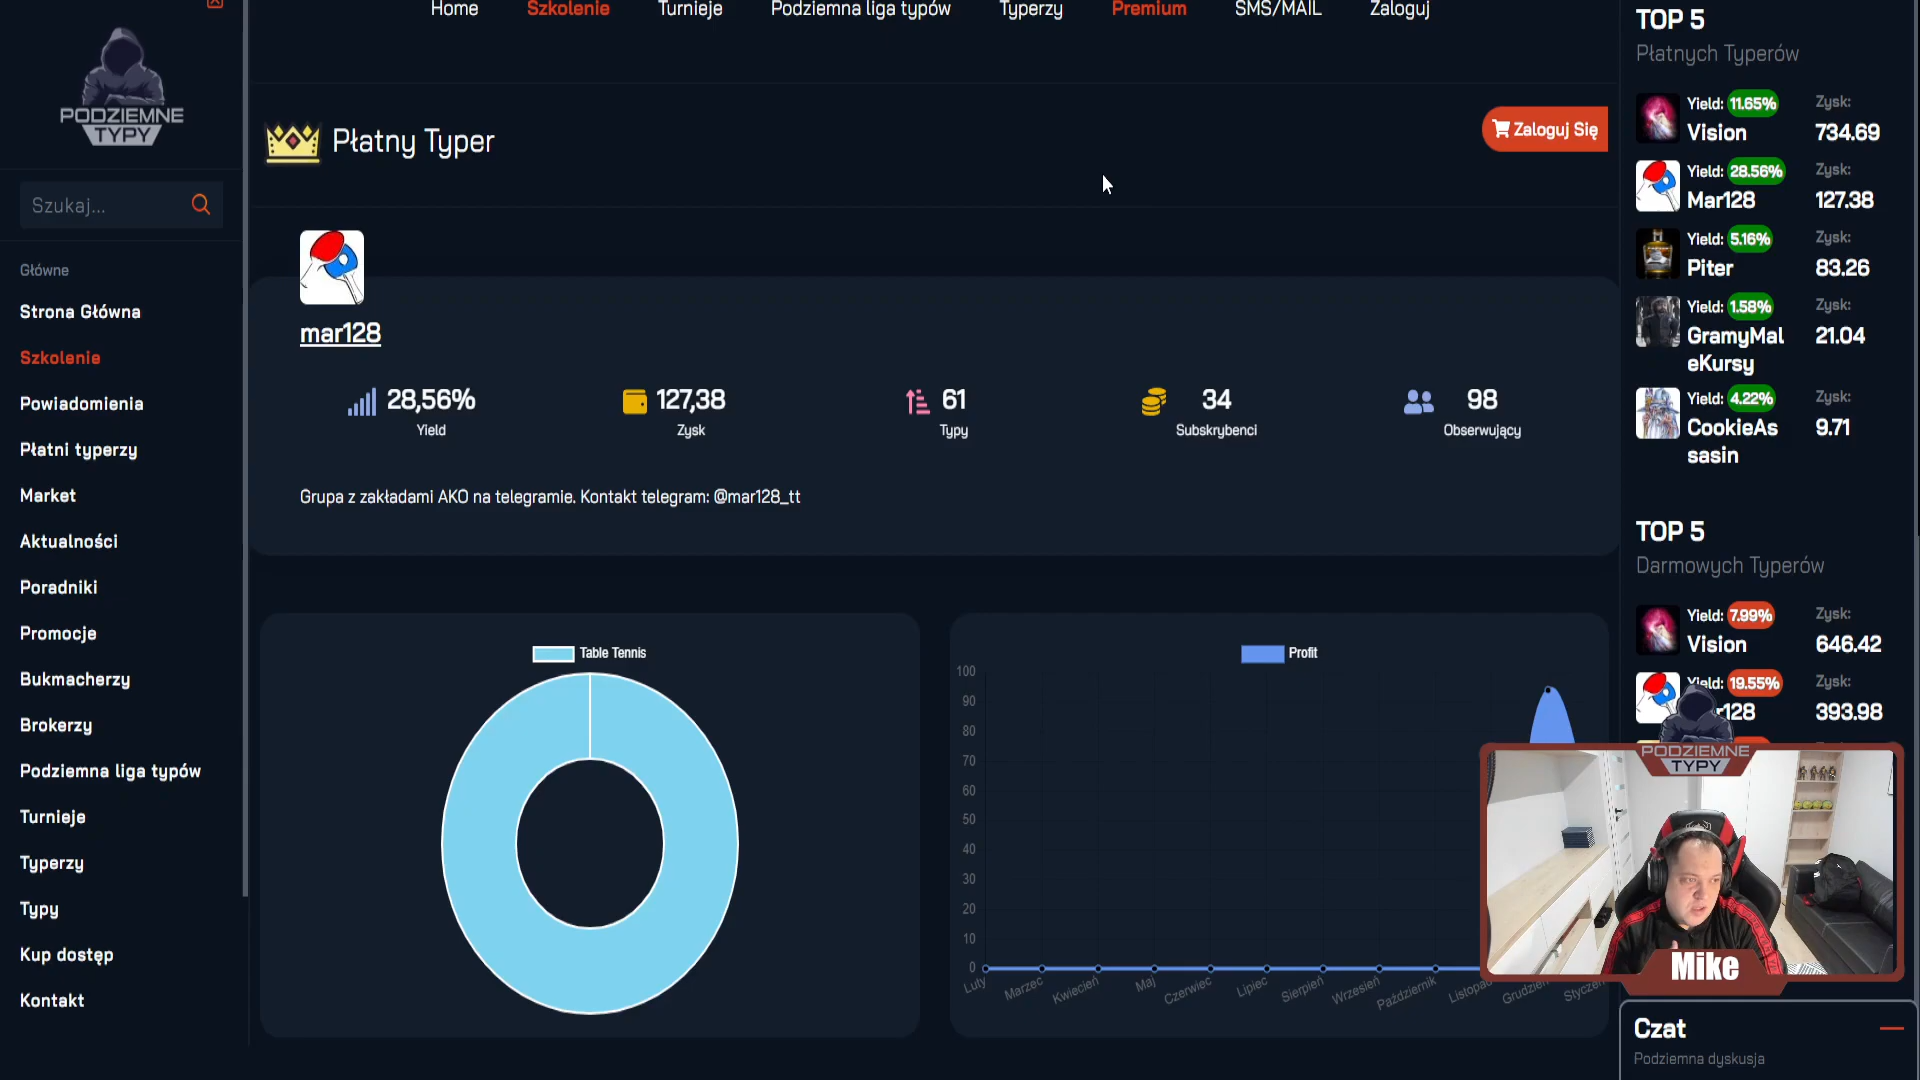 Home Szkolenie Turnieje Podziemna liga typów Typerzy Premium SMS/MAIL Zaloguj
PODZIEMNE
TYPY
Szukaj...
Główne
Strona Główna
Szkolenie
Powiadomienia
Płatni typerzy
Market
Aktualności
Poradniki
Promocje
Bukmacherzy
Brokerzy
Podziemna liga typów
Turnieje
Typerzy
Typy
Kup dostęp
Kontakt
Płatny Typer
Zaloguj Się
mar128
28,56% 127,38 61 34 98
Yield Zysk Typy Subskrybenci Obserwujący
Grupa z zakładami AKO na telegramie. Kontakt telegram: @mar128_tt
Table Tennis
Profit
100
90
80
70
60
50
40
30
20
10
0
Luty Marzec Kwiecień Maj Czerwiec Lipiec Sierpień Wrzesień Październik
TOP 5
Płatnych Typerów
Yield: 11.65% Zysk:
Vision 734.69
Yield: 28.56% Zysk:
Mar128 127.38
Yield: 5.16% Zysk:
Piter 83.26
Yield: 1.58% Zysk:
GramyMal 21.04
eKursy
Yield: 4.22% Zysk:
CookieAs 9.71
sasin
TOP 5
Darmowych Typerów
Yield: 7.99% Zysk:
Vision 646.42
19.55% Zysk:
393.98
PODZIEMNE
TYPY
Mike
Czat
Podziemna dyskusja